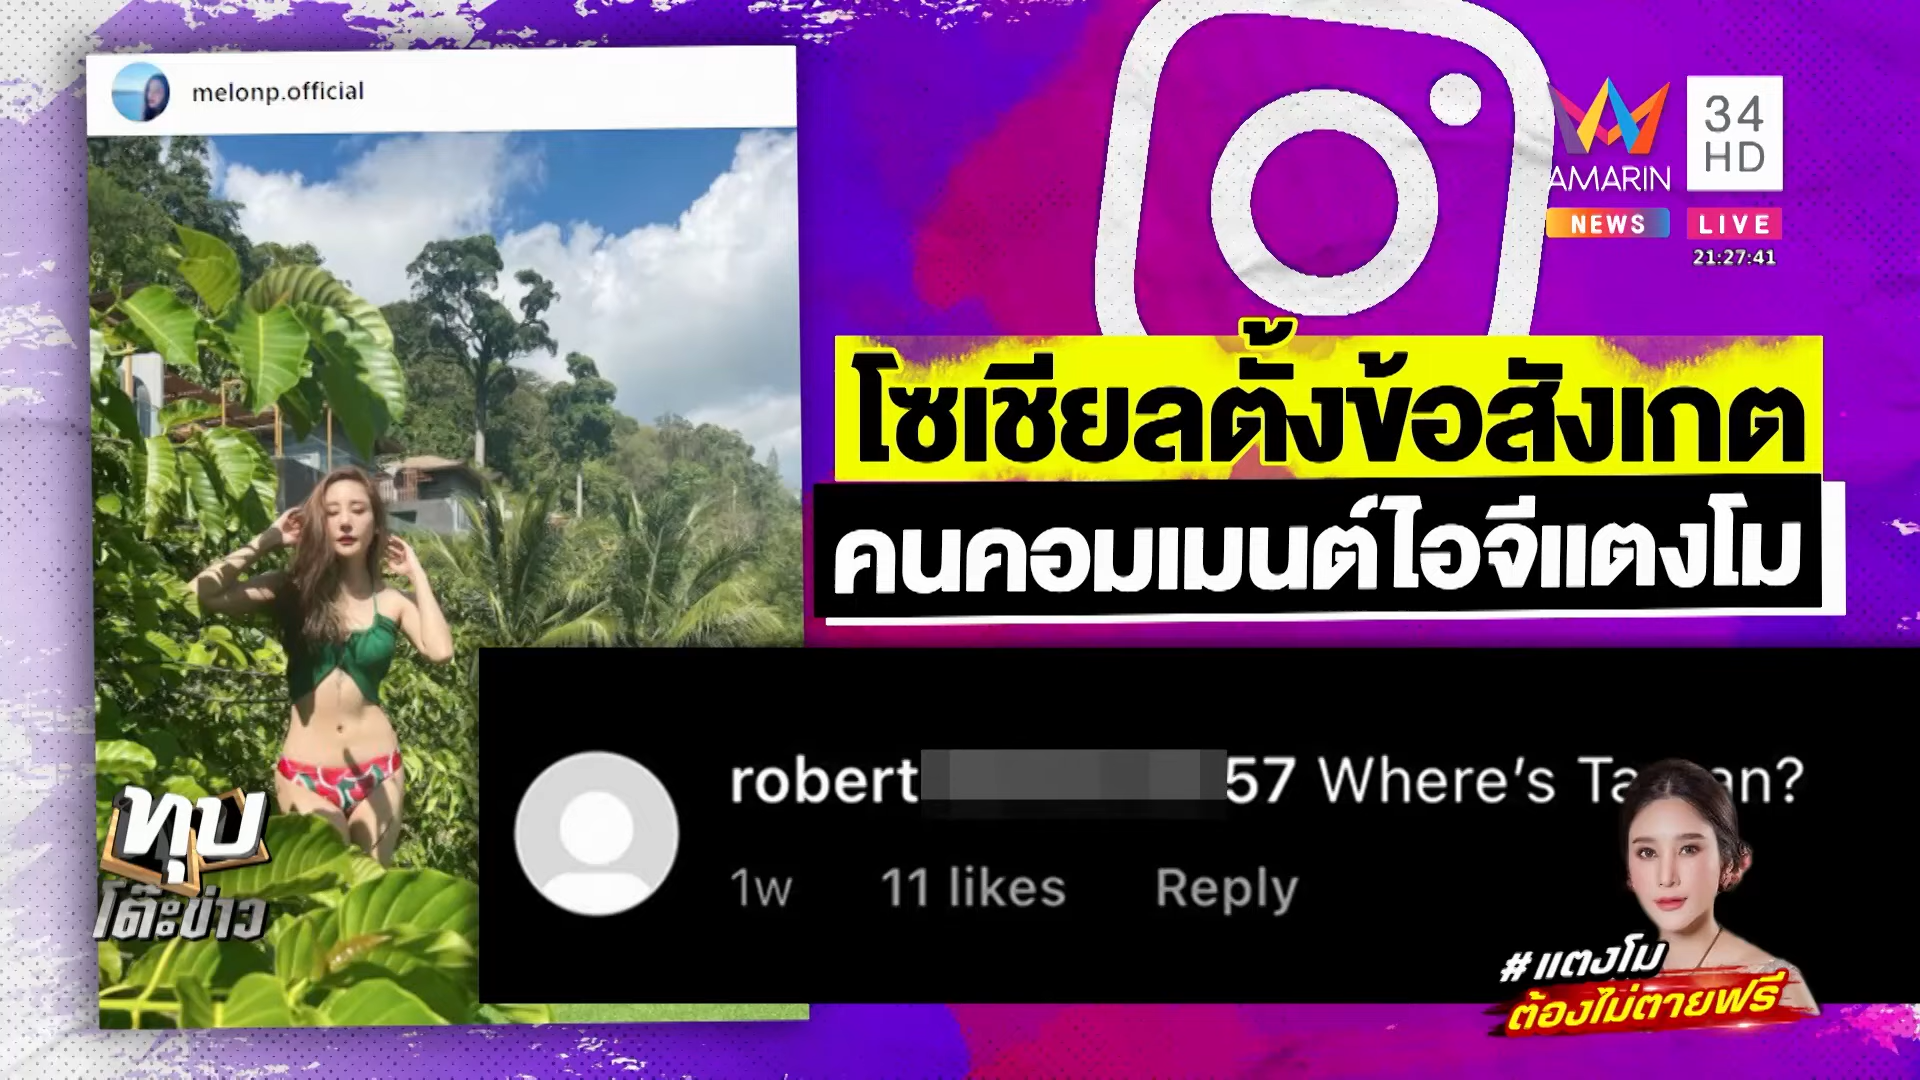 melonp.official
AMARIN
34
HD
NEWS
LIVE
21:27:41
โซเชียลตั้งข้อสังเกต
คนคอมเมนต์ไอจีแตงโม
robert 57 Where's
1w 11 likes Reply
ทุบ
โต๊ะข่าว
#แตงโม
ต้องไม่ตายฟรี